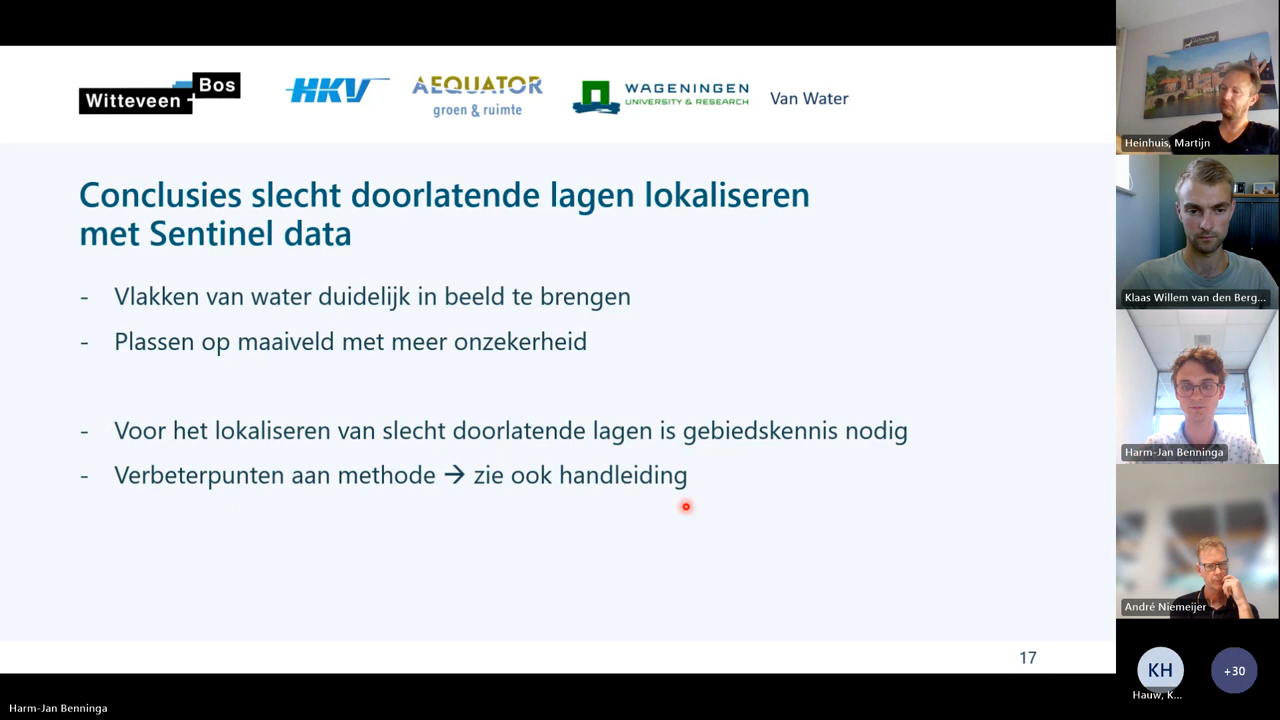 Witteveen + Bos
HKV
AEQUATOR
groen & ruimte
WAGENINGEN
UNIVERSITY & RESEARCH
Van Water
Conclusies slecht doorlatende lagen lokaliseren
met Sentinel data
- Vlakken van water duidelijk in beeld te brengen
- Plassen op maaiveld met meer onzekerheid
- Voor het lokaliseren van slecht doorlatende lagen is gebiedskennis nodig
- Verbeterpunten aan methode → zie ook handleiding
17
Heinhuis, Martijn
Klaas Willem van den Berg...
Harm-Jan Benninga
André Niemeijer
KH
+30
Hauw, K...
Harm-Jan Benninga